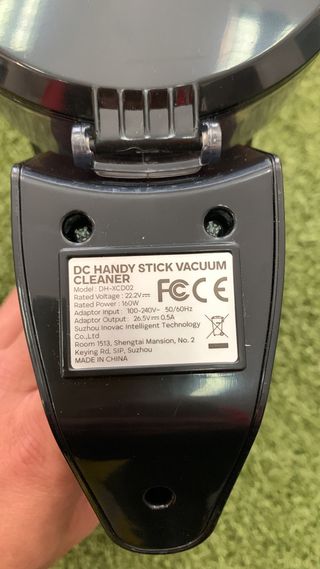 DC HANDY STICK VACUUM
CLEANER
Model : DH-XCD02
Rated Voltage : 22.2V⎓
Rated Power : 160W
Adaptor Input : 100-240V~ 50/60Hz
Adaptor Output : 26.5V⎓0.5A
Suzhou Inovac Intelligent Technology
Co.,Ltd
Room 1513, Shengtai Mansion, No. 2
Keying Rd, SIP, Suzhou
MADE IN CHINA
FC CE